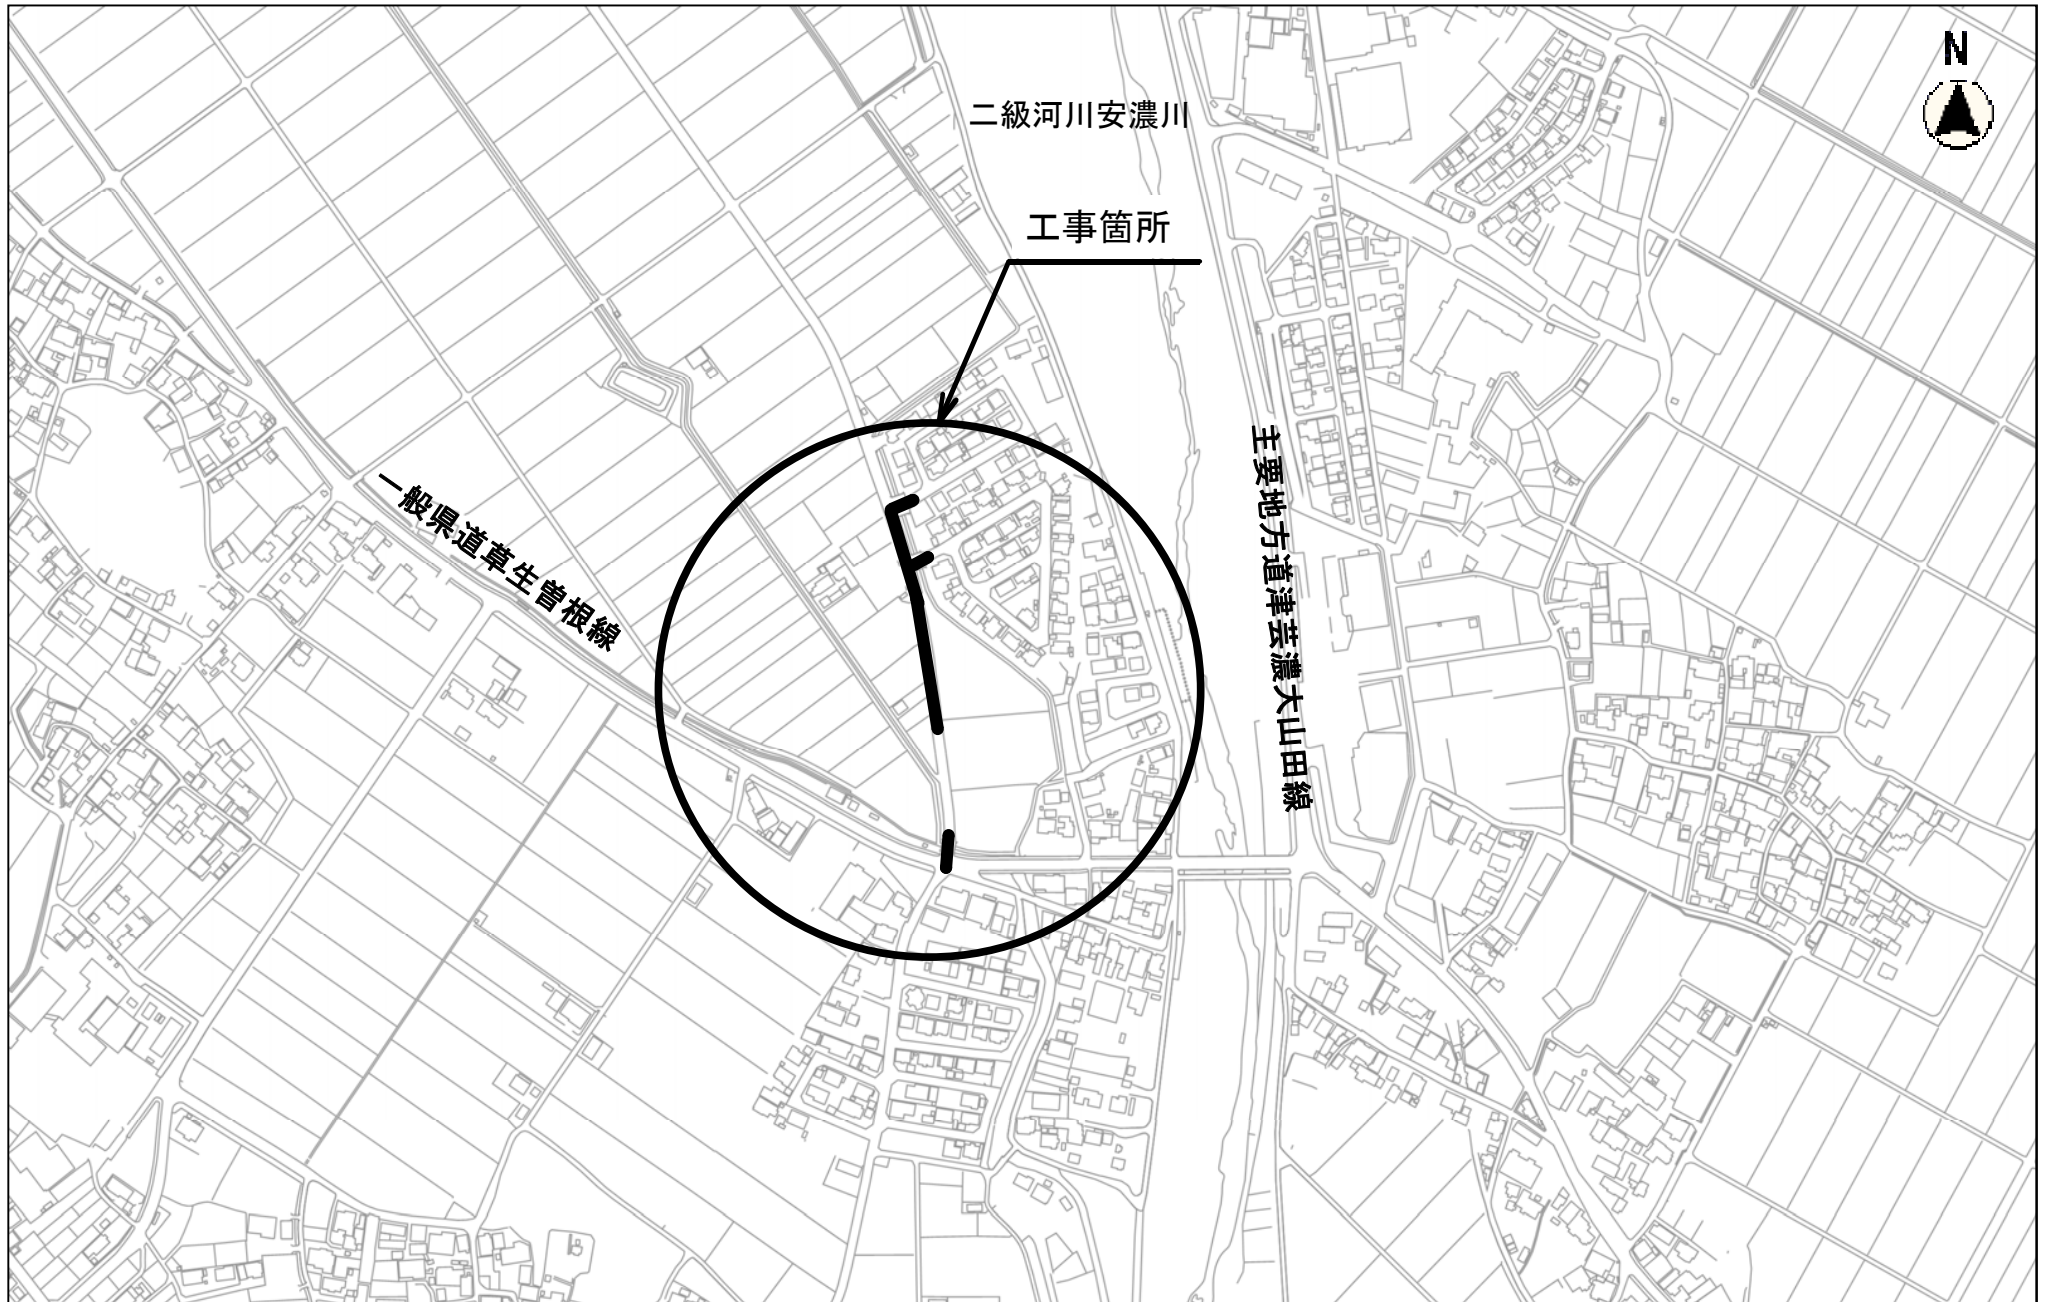 N
二級河川安濃川
工事箇所
主要地方道津芸濃大山田線
一般県道草生曽根線